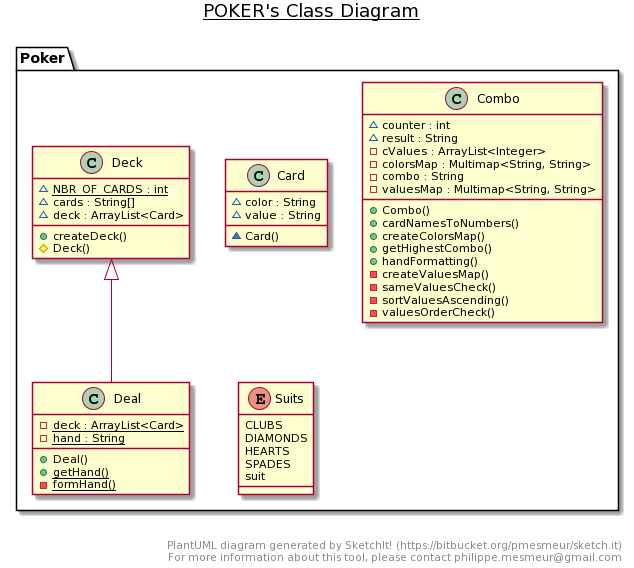 POKER's Class Diagram
Poker
C Deck
NBR_OF_CARDS : int
cards : String[]
deck : ArrayList<Card>
createDeck()
Deck()
C Card
color : String
value : String
Card()
C Combo
counter : int
result : String
cValues : ArrayList<Integer>
colorsMap : Multimap<String, String>
combo : String
valuesMap : Multimap<String, String>
Combo()
cardNamesToNumbers()
createColorsMap()
getHighestCombo()
handFormatting()
createValuesMap()
sameValuesCheck()
sortValuesAscending()
valuesOrderCheck()
C Deal
deck : ArrayList<Card>
hand : String
Deal()
getHand()
formHand()
E Suits
CLUBS
DIAMONDS
HEARTS
SPADES
suit
PlantUML diagram generated by SketchIt! (https://bitbucket.org/pmesmeur/sketch.it)
For more information about this tool, please contact philippe.mesmeur@gmail.com